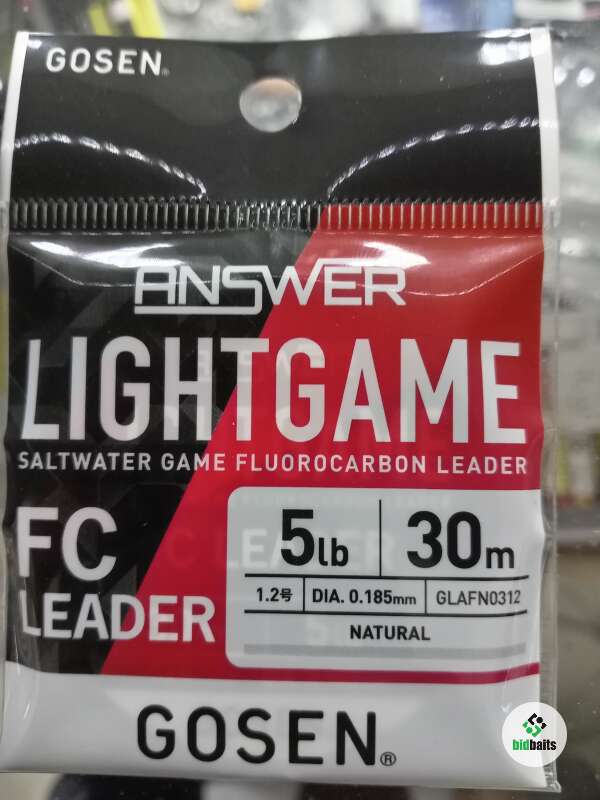 GOSEN®
ANSWER
LIGHTGAME
SALTWATER GAME FLUOROCARBON LEADER
FC
LEADER
5lb 30m
1.2号 DIA. 0.185mm GLAFN0312
NATURAL
GOSEN®
bidbaits